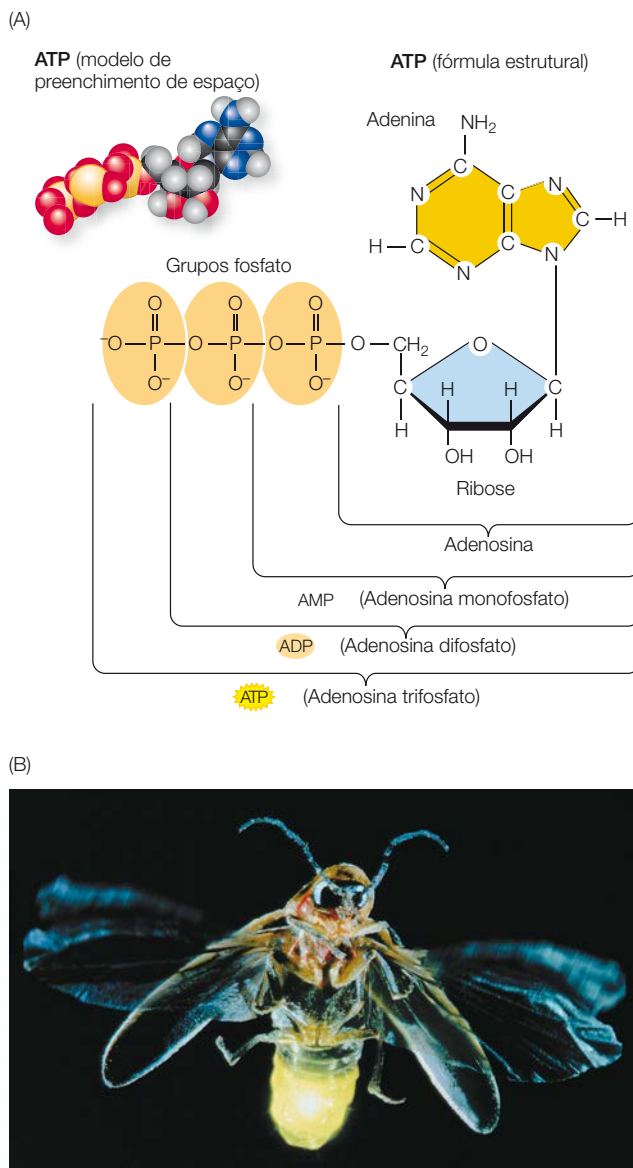 (A)
ATP (modelo de
preenchimento de espaço)
ATP (fórmula estrutural)
Adenina
NH₂
N
C
C
N
C—H
H—C
C
N
N
Grupos fosfato
O
O
O
⁻O—P—O—P—O—P—O—CH₂
O⁻
O⁻
O⁻
O
C
H
H
C
H
C
C
H
OH
OH
Ribose
Adenosina
AMP (Adenosina monofosfato)
ADP (Adenosina difosfato)
ATP (Adenosina trifosfato)
(B)